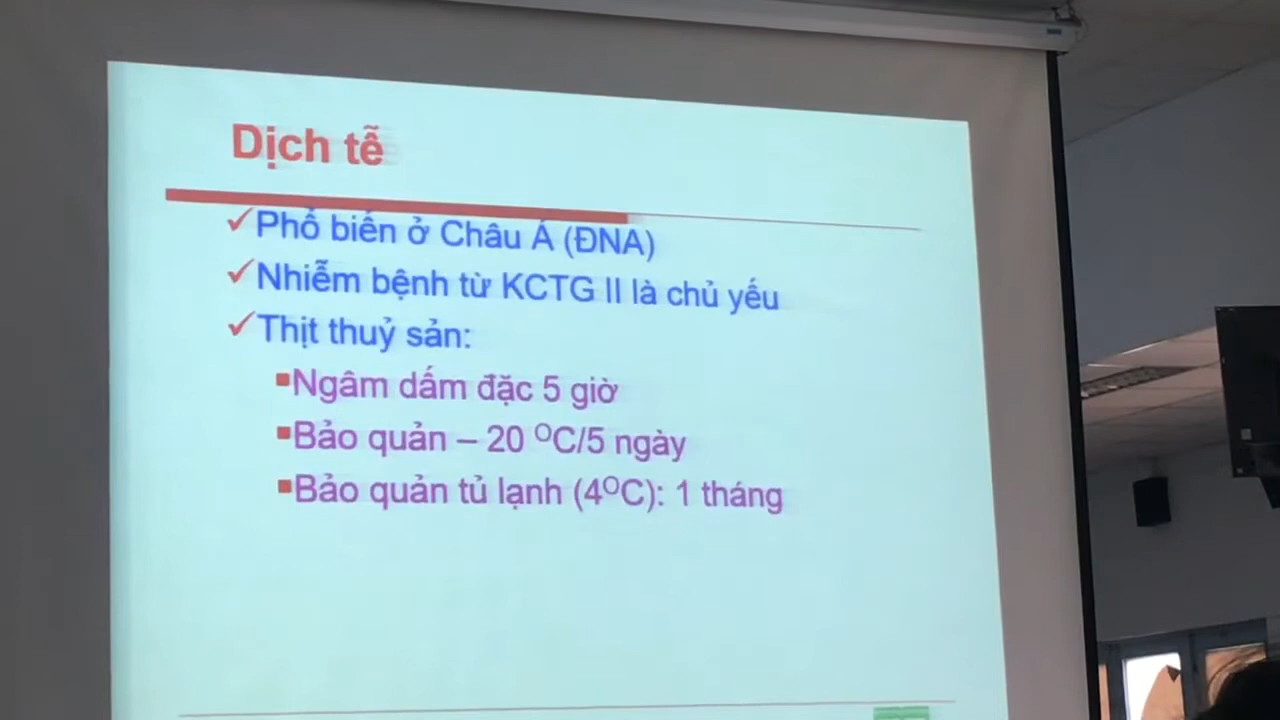 Dịch tễ
✓Phổ biến ở Châu Á (ĐNA)
✓Nhiễm bệnh từ KCTG II là chủ yếu
✓Thịt thuỷ sản:
▪Ngâm dấm đặc 5 giờ
▪Bảo quản – 20 ᴼC/5 ngày
▪Bảo quản tủ lạnh (4ᴼC): 1 tháng